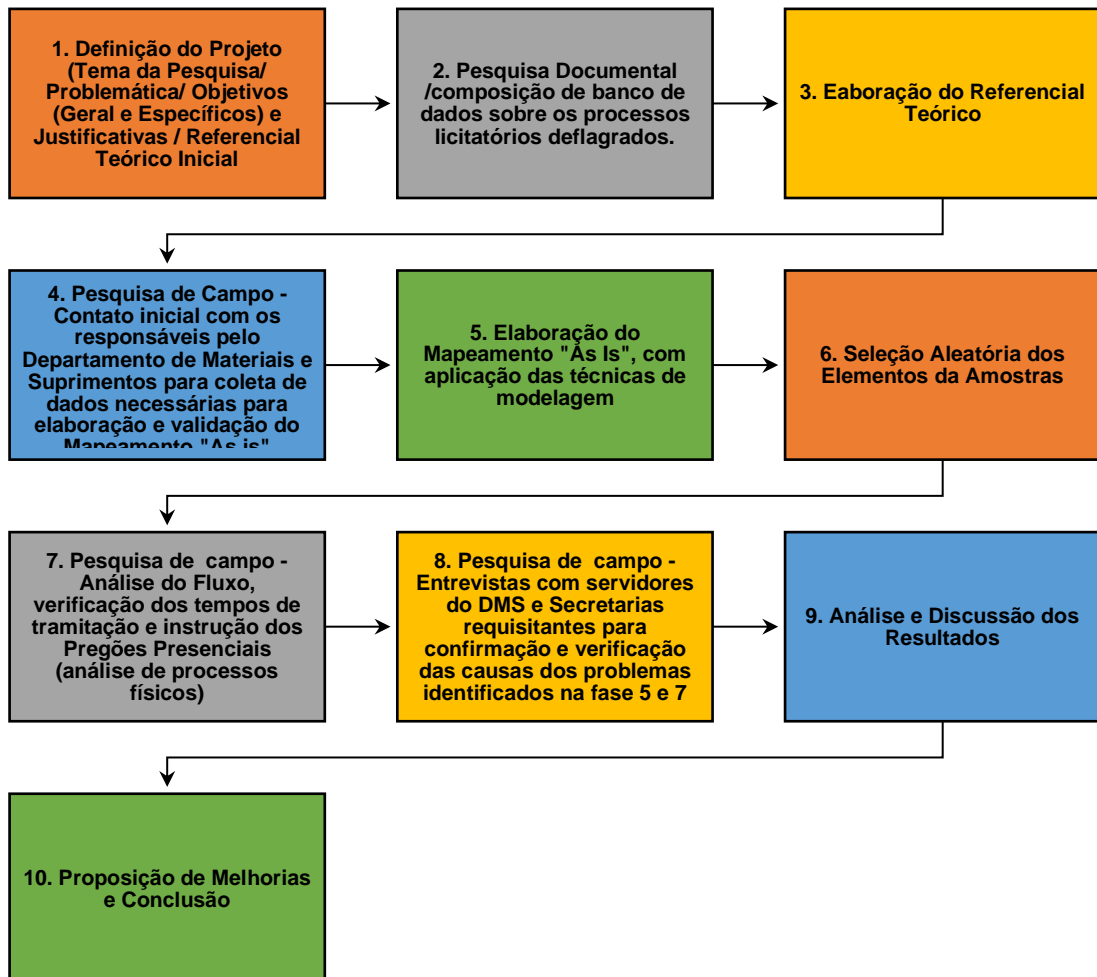 1. Definição do Projeto
(Tema da Pesquisa/
Problemática/ Objetivos
(Geral e Específicos) e
Justificativas / Referencial
Teórico Inicial
2. Pesquisa Documental
/composição de banco de
dados sobre os processos
licitatórios deflagrados.
3. Eaboração do Referencial
Teórico
4. Pesquisa de Campo -
Contato inicial com os
responsáveis pelo
Departamento de Materiais e
Suprimentos para coleta de
dados necessárias para
elaboração e validação do
Mapeamento "As is"
5. Elaboração do
Mapeamento "As Is", com
aplicação das técnicas de
modelagem
6. Seleção Aleatória dos
Elementos da Amostras
7. Pesquisa de campo -
Análise do Fluxo,
verificação dos tempos de
tramitação e instrução dos
Pregões Presenciais
(análise de processos
físicos)
8. Pesquisa de campo -
Entrevistas com servidores
do DMS e Secretarias
requisitantes para
confirmação e verificação
das causas dos problemas
identificados na fase 5 e 7
9. Análise e Discussão dos
Resultados
10. Proposição de Melhorias
e Conclusão